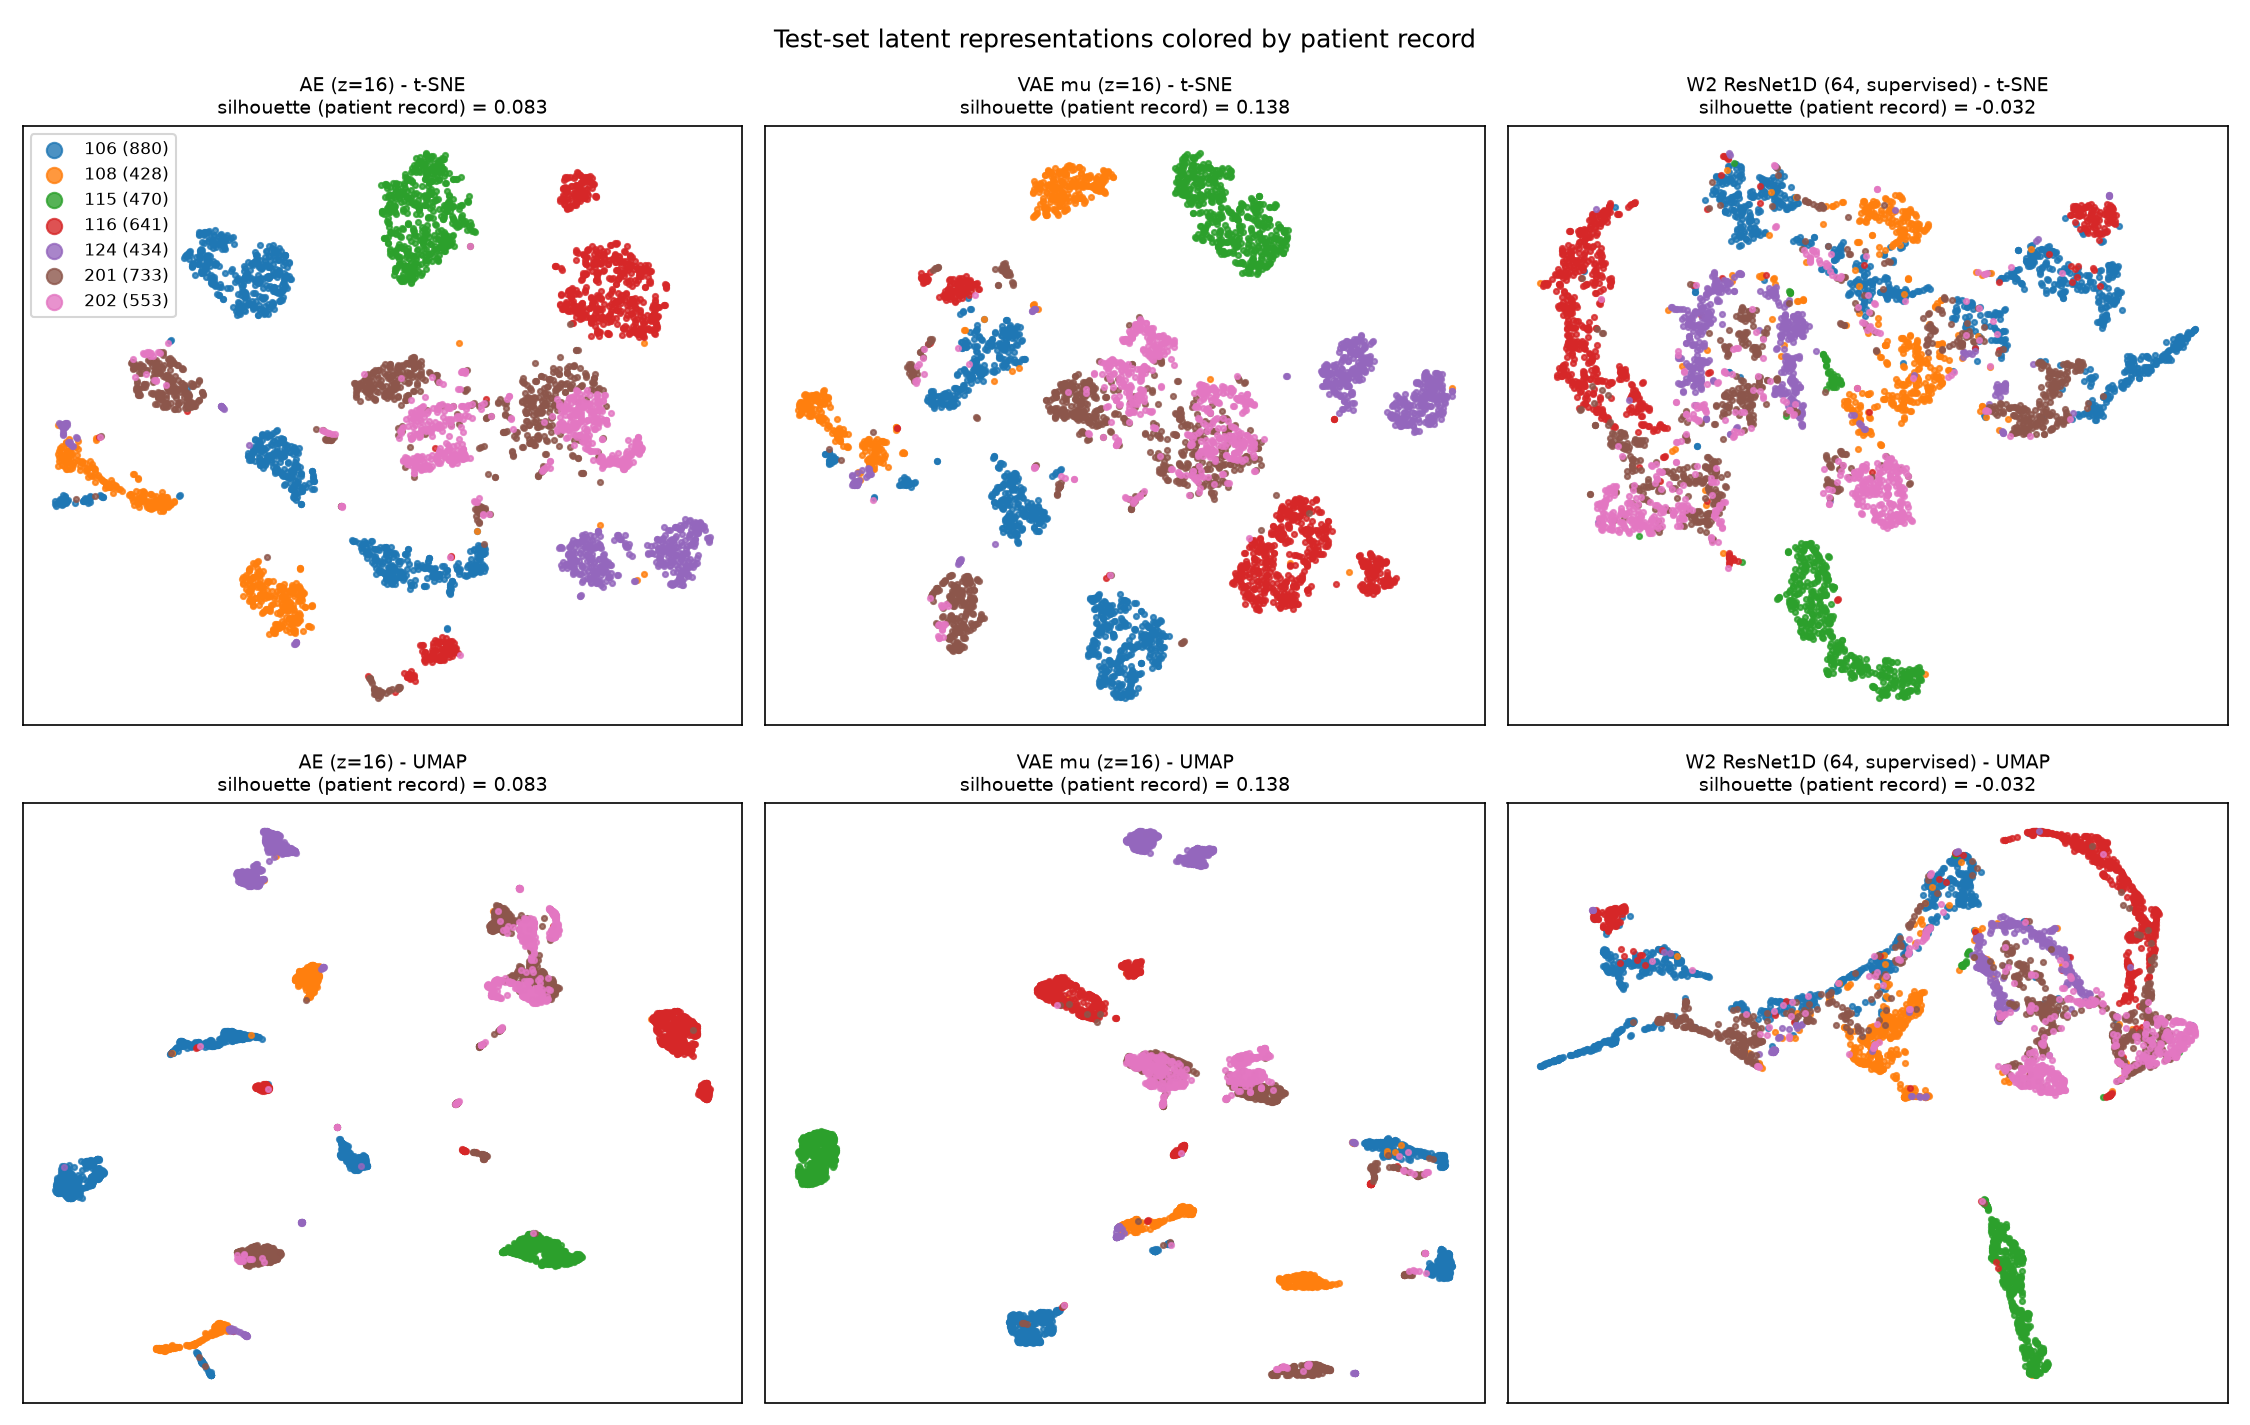 Test-set latent representations colored by patient record
AE (z=16) - t-SNE
silhouette (patient record) = 0.083
VAE mu (z=16) - t-SNE
silhouette (patient record) = 0.138
W2 ResNet1D (64, supervised) - t-SNE
silhouette (patient record) = -0.032
106 (880)
108 (428)
115 (470)
116 (641)
124 (434)
201 (733)
202 (553)
AE (z=16) - UMAP
silhouette (patient record) = 0.083
VAE mu (z=16) - UMAP
silhouette (patient record) = 0.138
W2 ResNet1D (64, supervised) - UMAP
silhouette (patient record) = -0.032